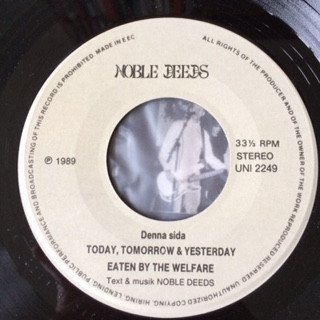 MADE IN EEC
ALL RIGHTS OF THE PRODUCER AND OF THE OWNER OF THE WORK REPRODUCED RESERVED UNAUTHORIZED COPYING HIRING, LENDING, PUBLIC PERFORMANCE AND BROADCASTING OF THIS RECORD IS PROHIBITED
NOBLE DEEDS
℗ 1989
33⅓ RPM
STEREO
UNI 2249
Denna sida
TODAY, TOMORROW & YESTERDAY
EATEN BY THE WELFARE
Text & musik NOBLE DEEDS